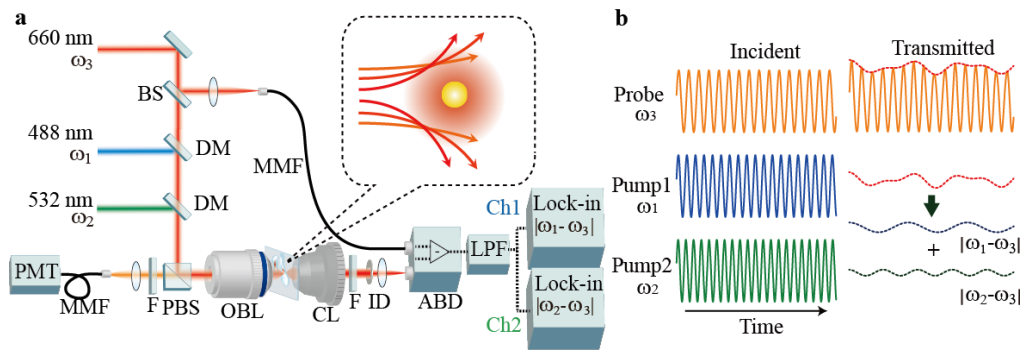 a
660 nm
ω₃
BS
488 nm
ω₁
DM
532 nm
ω₂
DM
MMF
PMT
MMF
F
PBS
OBL
CL
F
ID
ABD
-
LPF
Ch1
Lock-in
|ω₁-ω₃|
Lock-in
|ω₂-ω₃|
Ch2
b
Incident
Transmitted
Probe
ω₃
Pump1
ω₁
+
|ω₁-ω₃|
Pump2
ω₂
|ω₂-ω₃|
Time